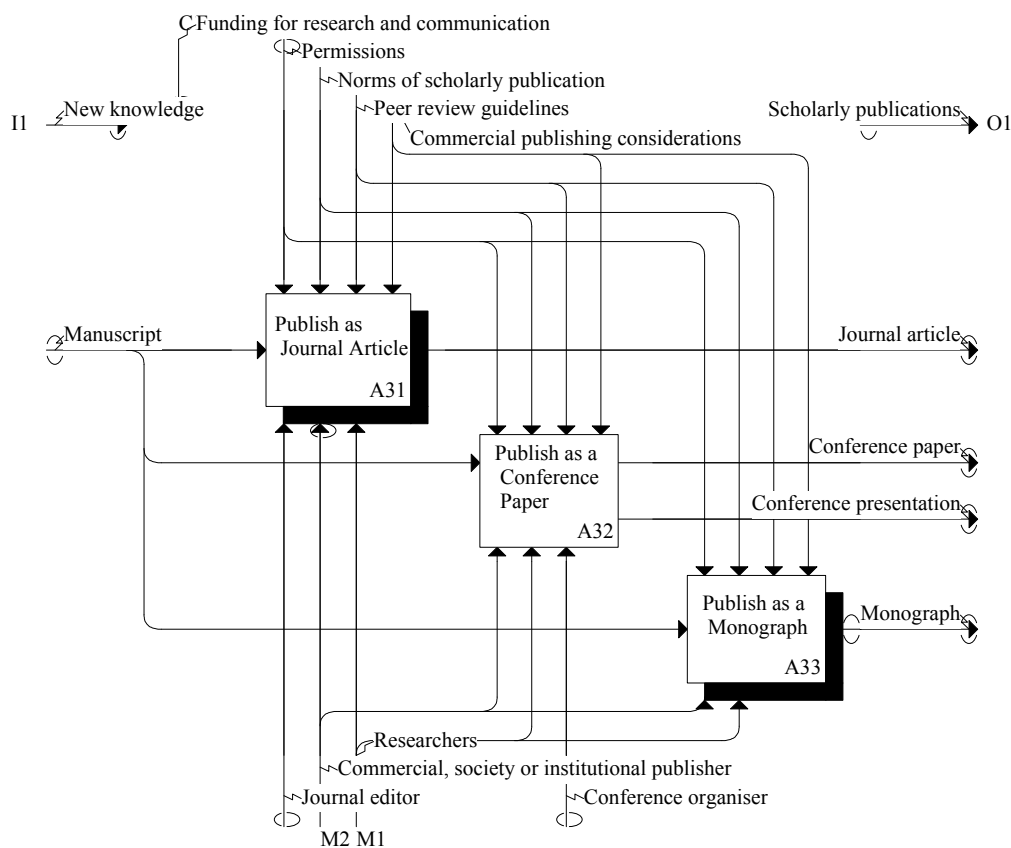 C Funding for research and communication
Permissions
Norms of scholarly publication
I1
New knowledge
Peer review guidelines
Scholarly publications
O1
Commercial publishing considerations
Manuscript
Publish as
Journal Article
A31
Journal article
Publish as a
Conference
Paper
A32
Conference paper
Conference presentation
Publish as a
Monograph
A33
Monograph
Researchers
Commercial, society or institutional publisher
Journal editor
Conference organiser
M2 M1